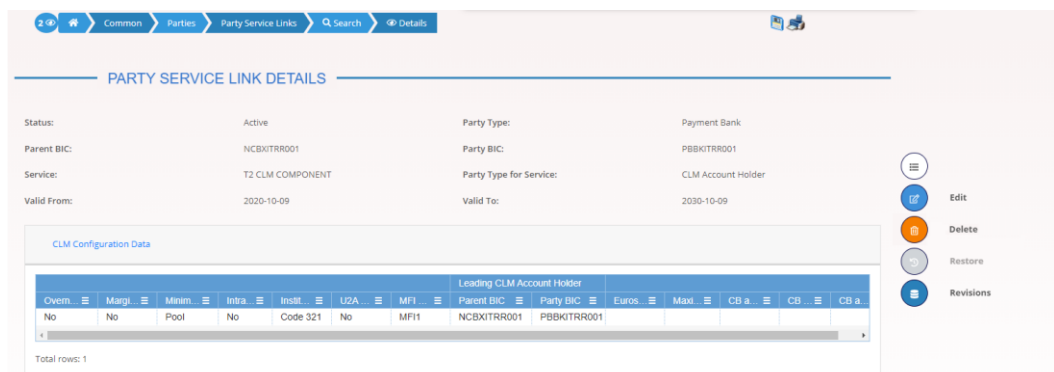 2 Common Parties Party Service Links Search Details
PARTY SERVICE LINK DETAILS
Status: Active Party Type: Payment Bank
Parent BIC: NCBXITRR001 Party BIC: PBBKITRR001
Service: T2 CLM COMPONENT Party Type for Service: CLM Account Holder
Valid From: 2020-10-09 Valid To: 2030-10-09
Edit
Delete
Restore
Revisions
CLM Configuration Data
Leading CLM Account Holder
Overn... Margi... Minim... Intra... Instit... U2A ... MFI ... Parent BIC Party BIC Euros... Maxi... CB a... CB ... CB a...
No No Pool No Code 321 No MFI1 NCBXITRR001 PBBKITRR001
Total rows: 1